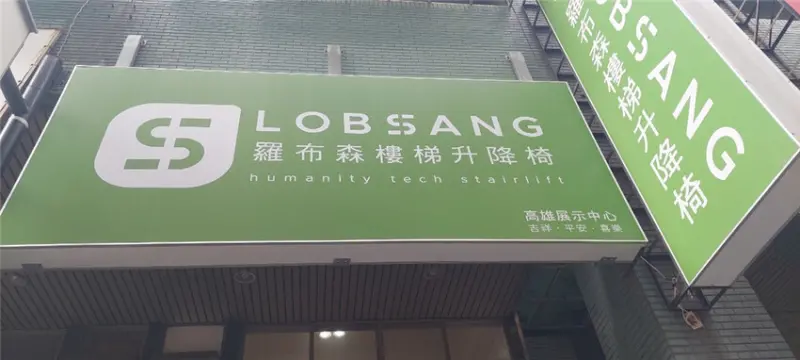 LOBSANG
羅布森樓梯升降椅
humanity tech stairlift
高雄展示中心
吉祥·平安·喜樂
OBSANG
羅布森樓梯升降椅